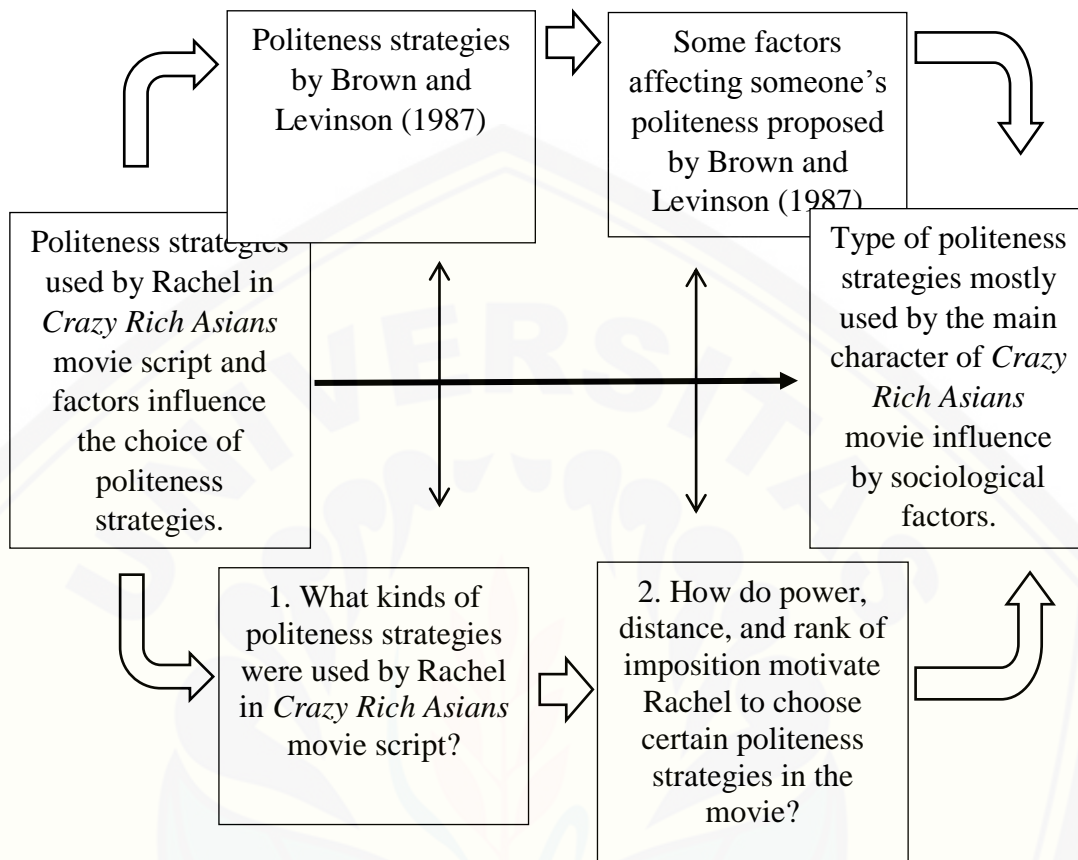 Politeness strategies
by Brown and
Levinson (1987)
Some factors
affecting someone's
politeness proposed
by Brown and
Levinson (1987)
Politeness strategies
used by Rachel in
Crazy Rich Asians
movie script and
factors influence
the choice of
politeness
strategies.
Type of politeness
strategies mostly
used by the main
character of Crazy
Rich Asians
movie influence
by sociological
factors.
1. What kinds of
politeness strategies
were used by Rachel
in Crazy Rich Asians
movie script?
2. How do power,
distance, and rank of
imposition motivate
Rachel to choose
certain politeness
strategies in the
movie?
UNIVERSITAS